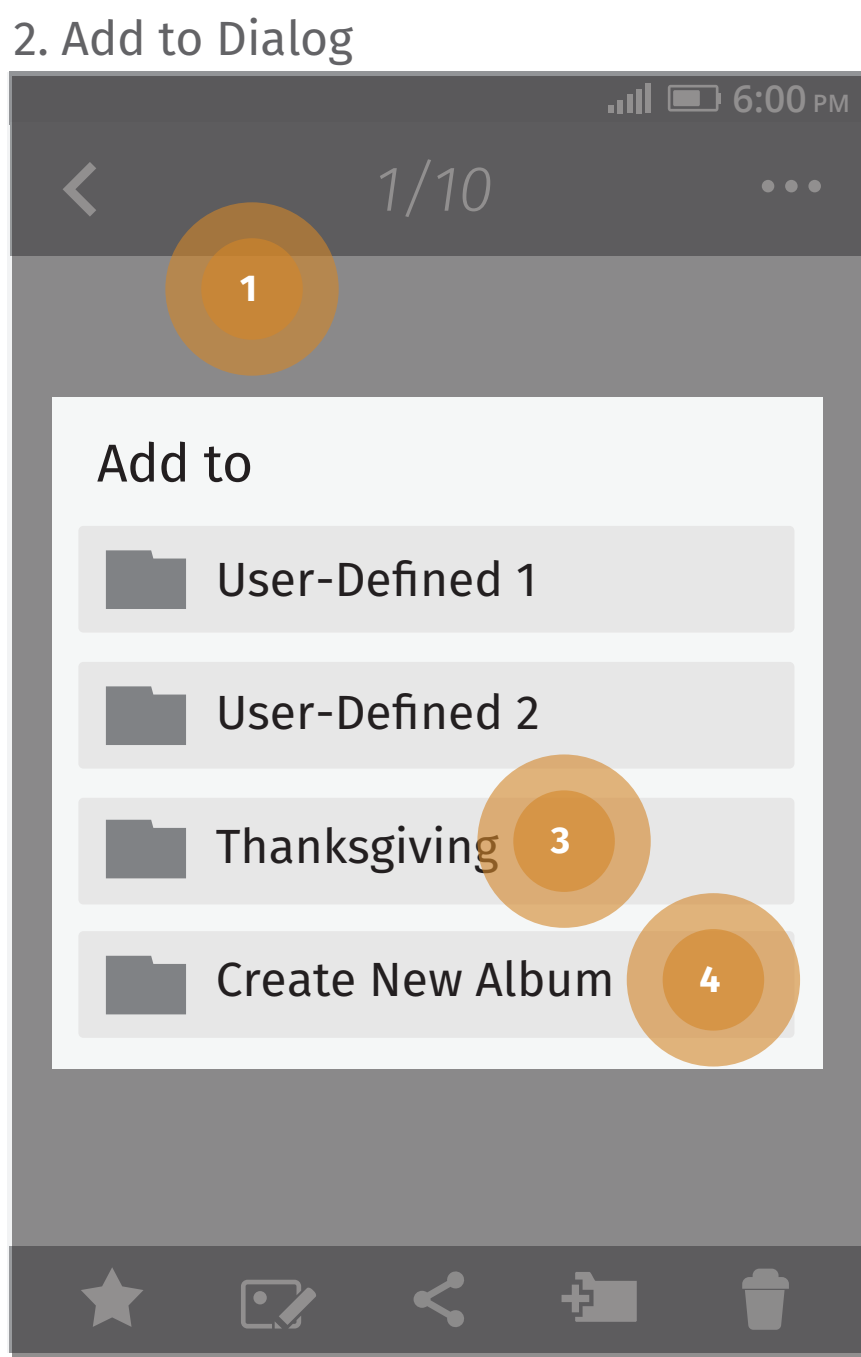 2. Add to Dialog
6:00 PM
1/10
1
Add to
User-Defined 1
User-Defined 2
Thanksgiving
3
Create New Album
4